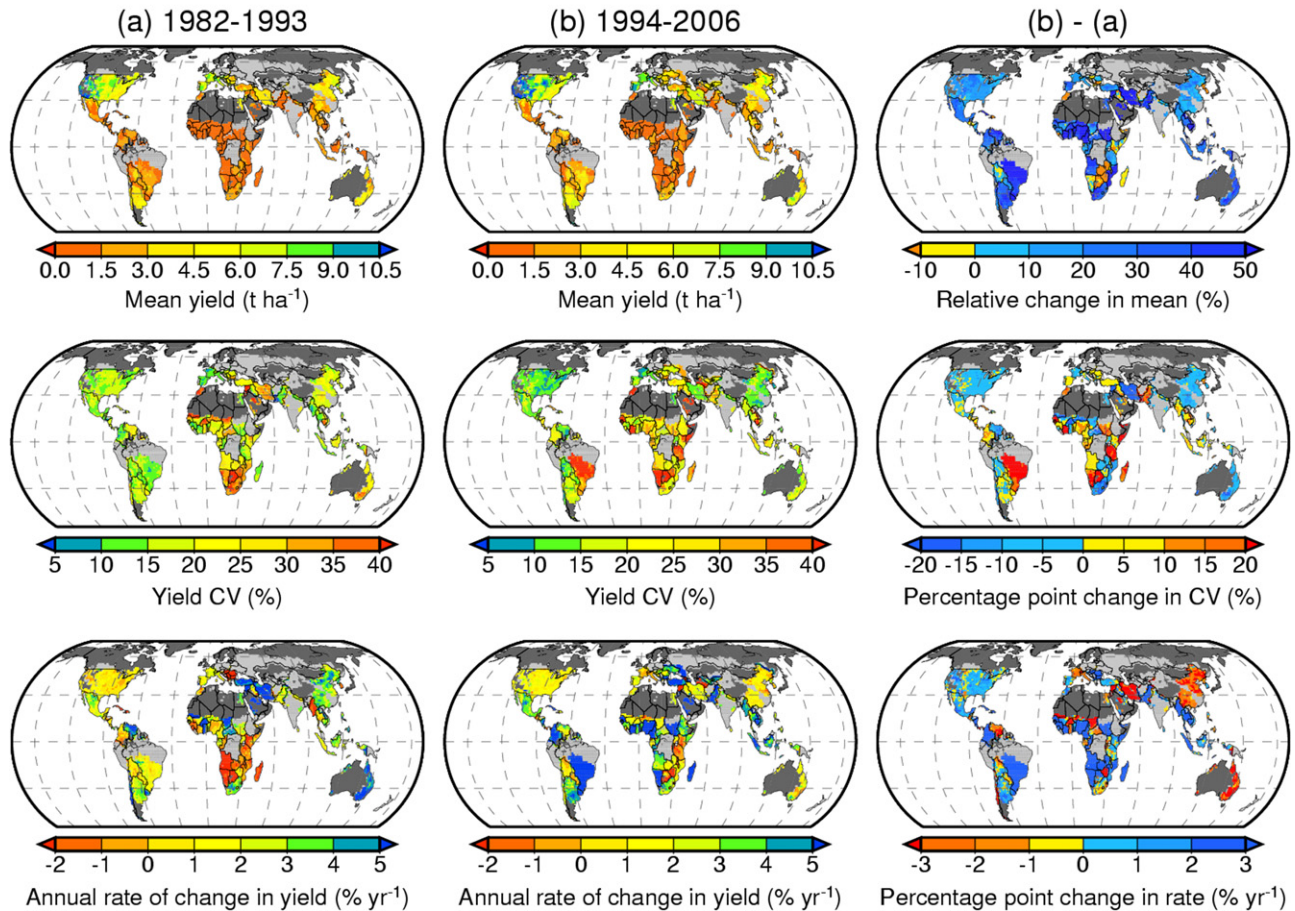 (a) 1982-1993 (b) 1994-2006 (b) - (a)
0.0 1.5 3.0 4.5 6.0 7.5 9.0 10.5 0.0 1.5 3.0 4.5 6.0 7.5 9.0 10.5 -10 0 10 20 30 40 50
Mean yield (t ha⁻¹) Mean yield (t ha⁻¹) Relative change in mean (%)
5 10 15 20 25 30 35 40 5 10 15 20 25 30 35 40 -20 -15 -10 -5 0 5 10 15 20
Yield CV (%) Yield CV (%) Percentage point change in CV (%)
-2 -1 0 1 2 3 4 5 -2 -1 0 1 2 3 4 5 -3 -2 -1 0 1 2 3
Annual rate of change in yield (% yr⁻¹) Annual rate of change in yield (% yr⁻¹) Percentage point change in rate (% yr⁻¹)